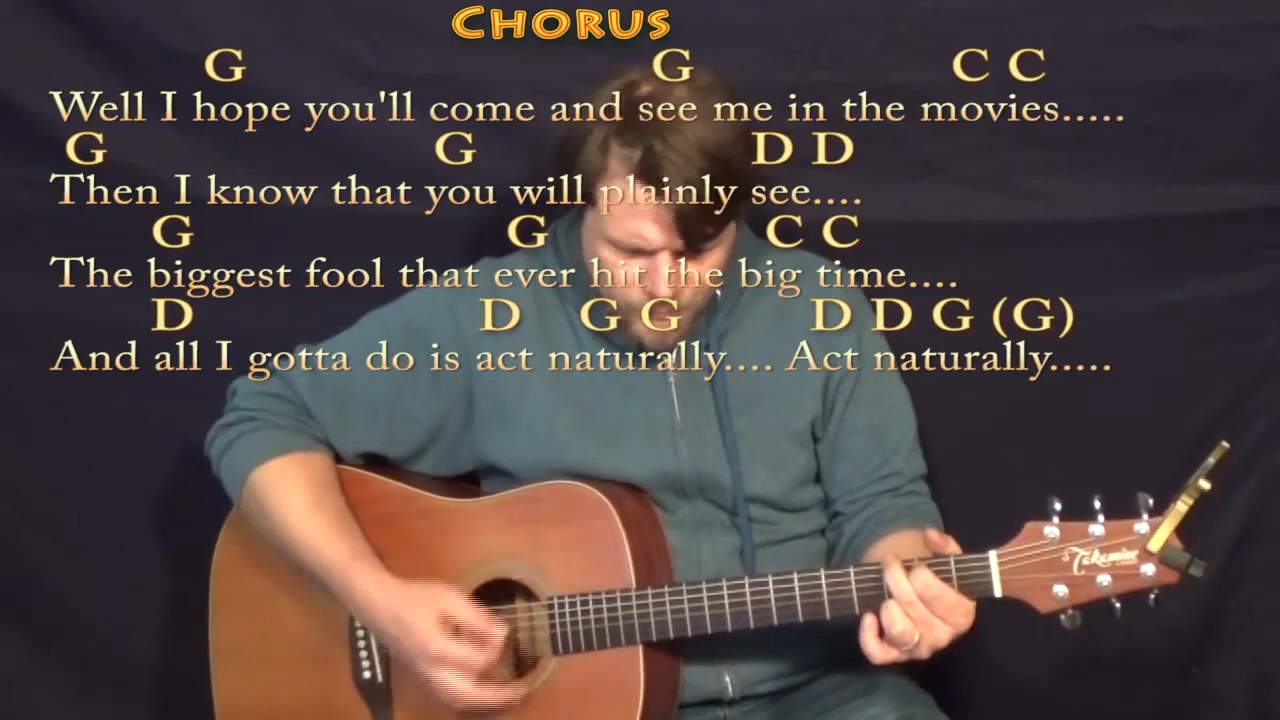 CHORUS
G G C C
Well I hope you'll come and see me in the movies.....
G G D D
Then I know that you will plainly see....
G G C C
The biggest fool that ever hit the big time....
D D G G D D G (G)
And all I gotta do is act naturally.... Act naturally.....
Takamine